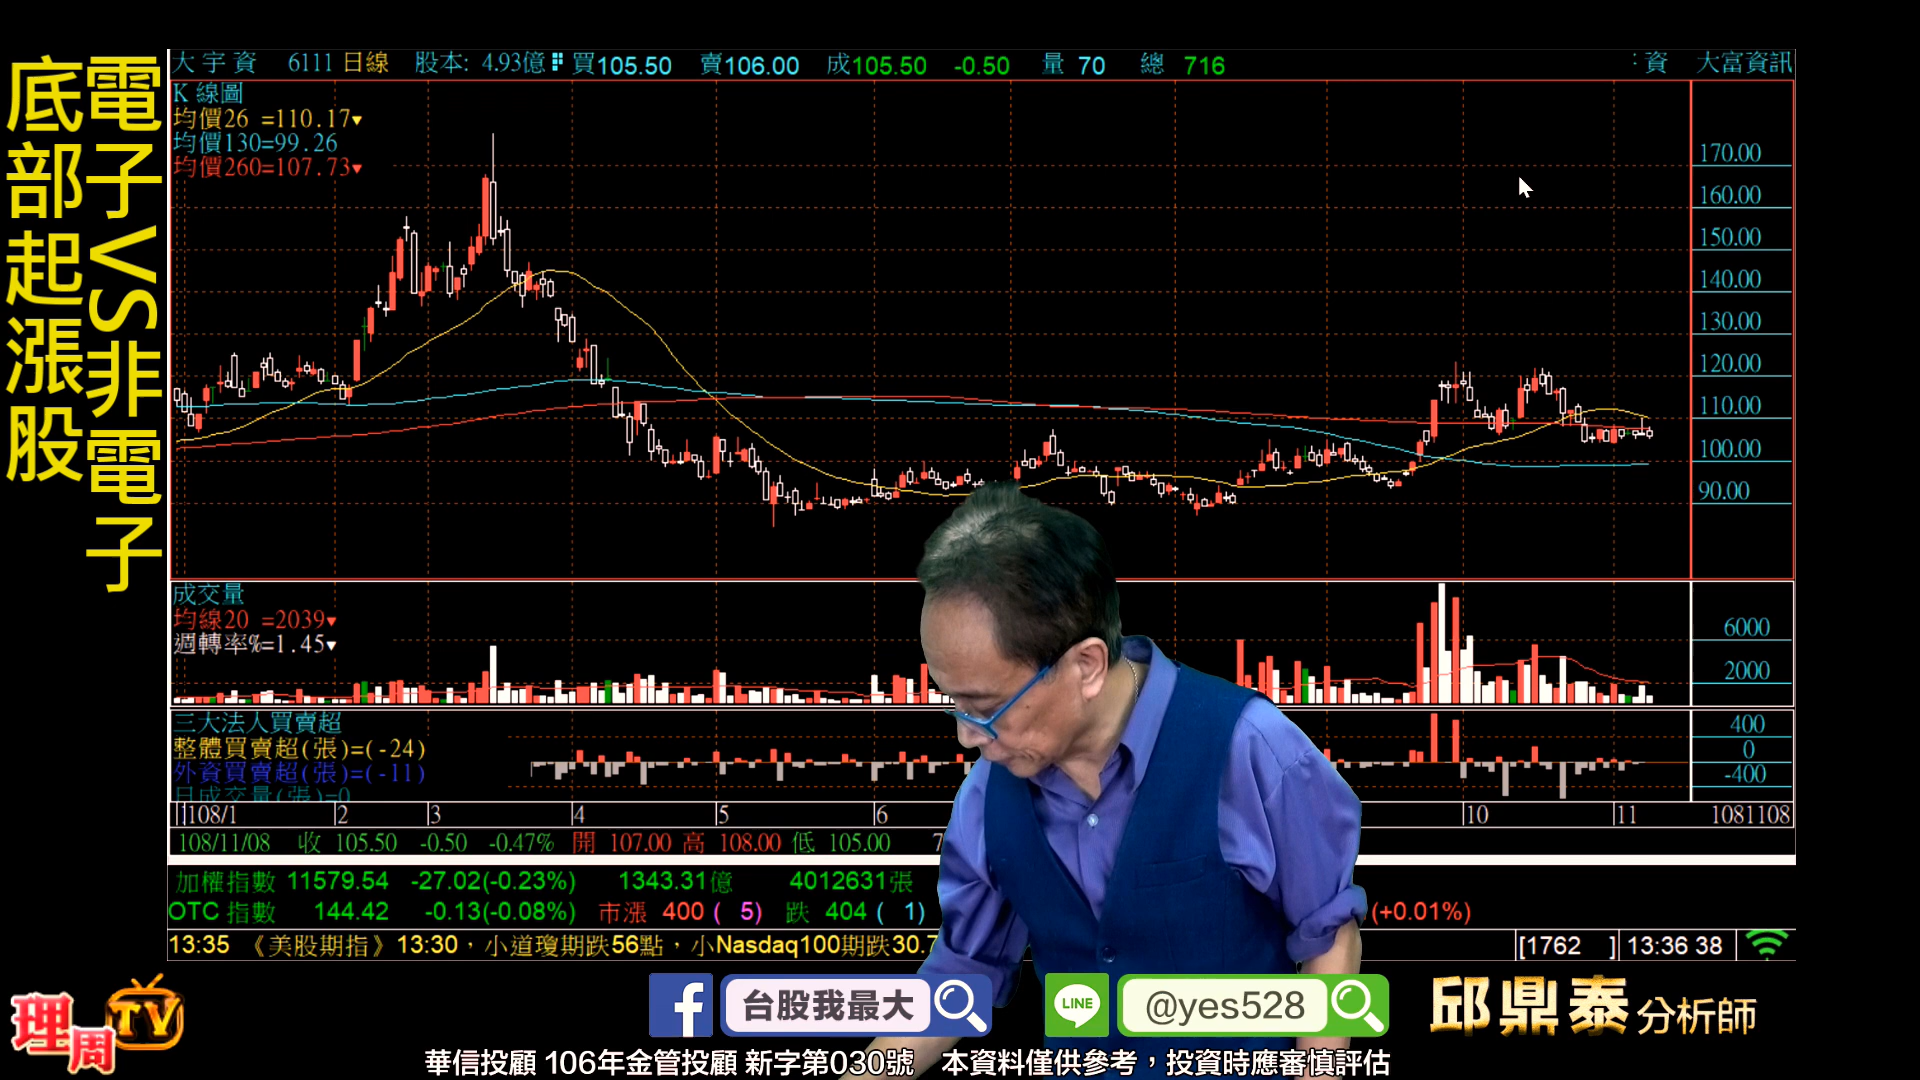 電子VS非電子
底部起漲股
大宇資 6111 日線 股本: 4.93億 買105.50 賣106.00 成105.50 -0.50 量 70 總 716 : 資 大富資訊
K 線圖
均價26 =110.17▼
均價130=99.26
均價260=107.73▼
170.00
160.00
150.00
140.00
130.00
120.00
110.00
100.00
90.00
成交量
均線20 =2039▼
週轉率%=1.45▼
6000
2000
三大法人買賣超
整體買賣超(張)=(-24)
外資買賣超(張)=(-11)
日成交量(張)=0
400
0
-400
108/1 2 3 4 5 6 10 11 1081108
108/11/08 收 105.50 -0.50 -0.47% 開 107.00 高 108.00 低 105.00 7
加權指數 11579.54 -27.02(-0.23%) 1343.31億 4012631張
OTC 指數 144.42 -0.13(-0.08%) 市漲 400 ( 5) 跌 404 ( 1) (+0.01%)
13:35 《美股期指》13:30，小道瓊期跌56點，小Nasdaq100期跌30.7 [1762 ] 13:36 38
理周TV
f 台股我最大 LINE @yes528 邱鼎泰 分析師
華信投顧 106年金管投顧 新字第030號 本資料僅供參考，投資時應審慎評估